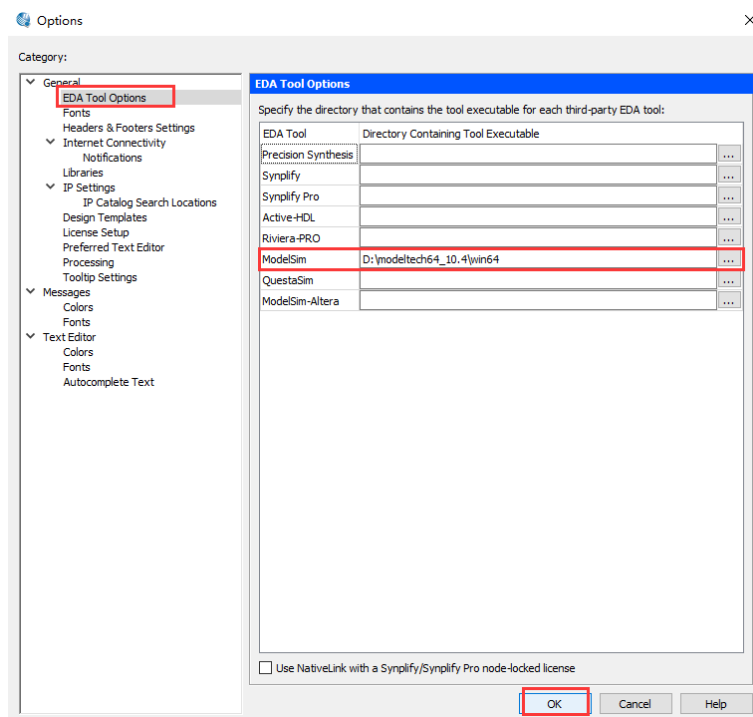 Options
Category:
General
EDA Tool Options
Fonts
Headers & Footers Settings
Internet Connectivity
Notifications
Libraries
IP Settings
IP Catalog Search Locations
Design Templates
License Setup
Preferred Text Editor
Processing
Tooltip Settings
Messages
Colors
Fonts
Text Editor
Colors
Fonts
Autocomplete Text
EDA Tool Options
Specify the directory that contains the tool executable for each third-party EDA tool:
EDA Tool Directory Containing Tool Executable
Precision Synthesis ...
Synplify ...
Synplify Pro ...
Active-HDL ...
Riviera-PRO ...
ModelSim D:\modeltech64_10.4\win64 ...
QuestaSim ...
ModelSim-Altera ...
Use NativeLink with a Synplify/Synplify Pro node-locked license
OK Cancel Help